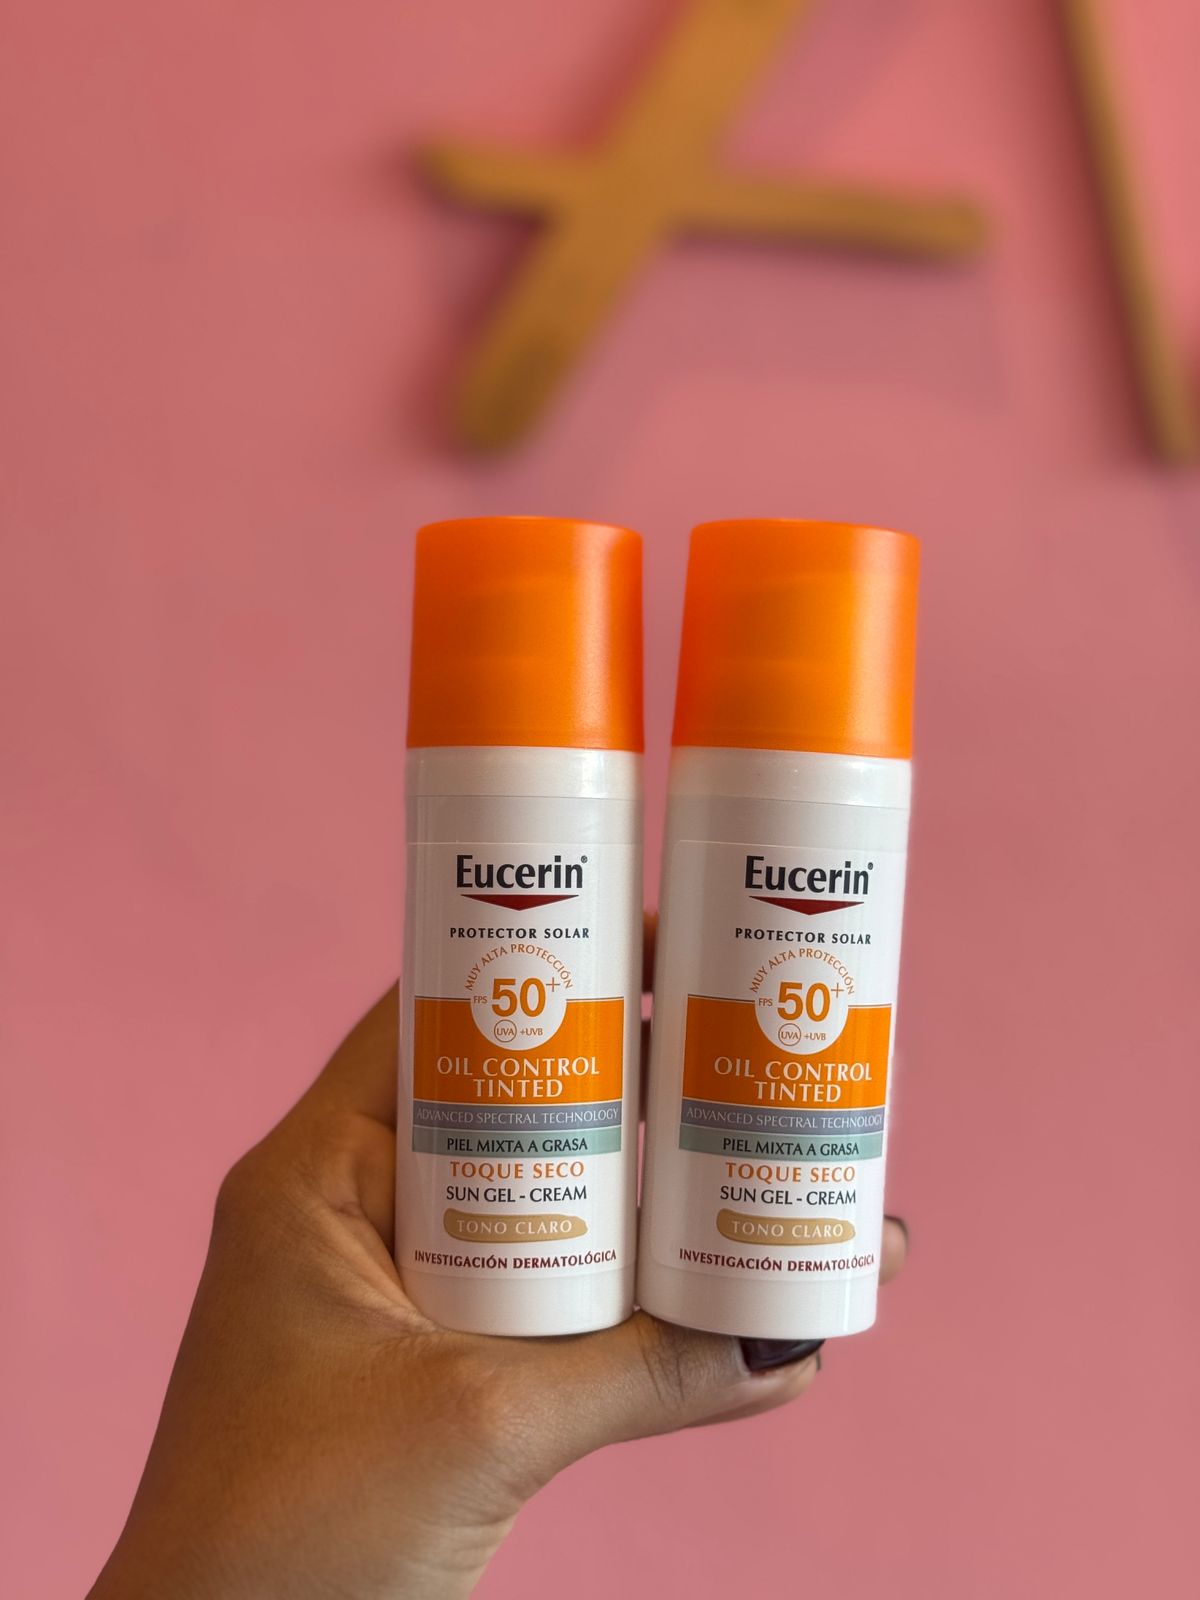 Eucerin®
PROTECTOR SOLAR
MUY ALTA PROTECCIÓN
FPS 50+
UVA +UVB
OIL CONTROL
TINTED
ADVANCED SPECTRAL TECHNOLOGY
PIEL MIXTA A GRASA
TOQUE SECO
SUN GEL - CREAM
TONO CLARO
INVESTIGACIÓN DERMATOLÓGICA
Eucerin®
PROTECTOR SOLAR
MUY ALTA PROTECCIÓN
FPS 50+
UVA +UVB
OIL CONTROL
TINTED
ADVANCED SPECTRAL TECHNOLOGY
PIEL MIXTA A GRASA
TOQUE SECO
SUN GEL - CREAM
TONO CLARO
INVESTIGACIÓN DERMATOLÓGICA